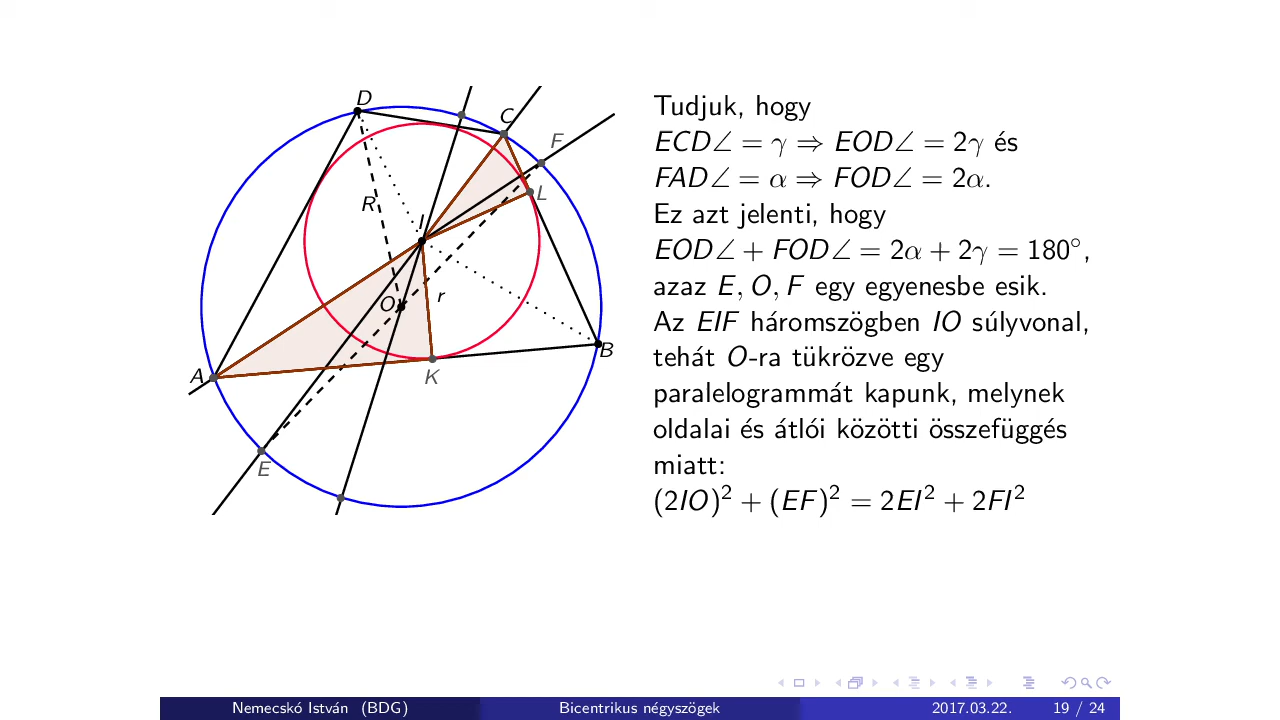 D
C
F
L
R
I
O
r
B
A
K
E
Tudjuk, hogy
ECD∠ = γ ⇒ EOD∠ = 2γ és
FAD∠ = α ⇒ FOD∠ = 2α.
Ez azt jelenti, hogy
EOD∠ + FOD∠ = 2α + 2γ = 180°,
azaz E, O, F egy egyenesbe esik.
Az EIF háromszögben IO súlyvonal,
tehát O-ra tükrözve egy
paralelogrammát kapunk, melynek
oldalai és átlói közötti összefüggés
miatt:
(2IO)² + (EF)² = 2EI² + 2FI²
Nemecskó István (BDG) Bicentrikus négyszögek 2017.03.22. 19 / 24